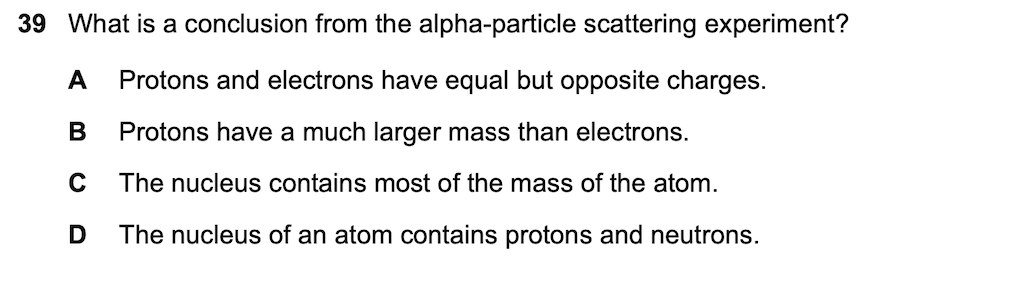 39 What is a conclusion from the alpha-particle scattering experiment?
A Protons and electrons have equal but opposite charges.
B Protons have a much larger mass than electrons.
C The nucleus contains most of the mass of the atom.
D The nucleus of an atom contains protons and neutrons.